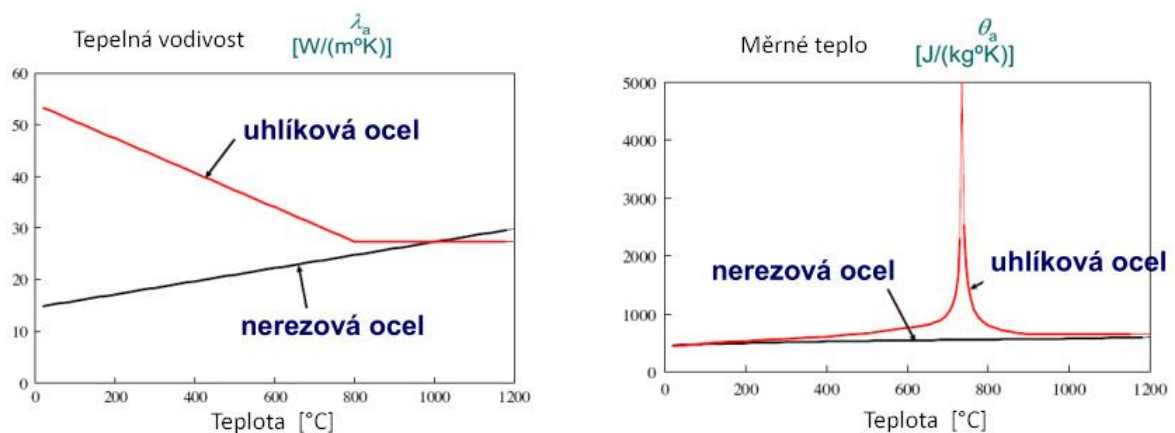 Tepelná vodivost
λa
[W/(mºK)]
60
50
40
30
20
10
0
uhlíková ocel
nerezová ocel
0 200 400 600 800 1000 1200
Teplota [°C]
Měrné teplo
θa
[J/(kgºK)]
5000
4000
3000
2000
1000
0
nerezová ocel
uhlíková ocel
0 200 400 600 800 1000 1200
Teplota [°C]